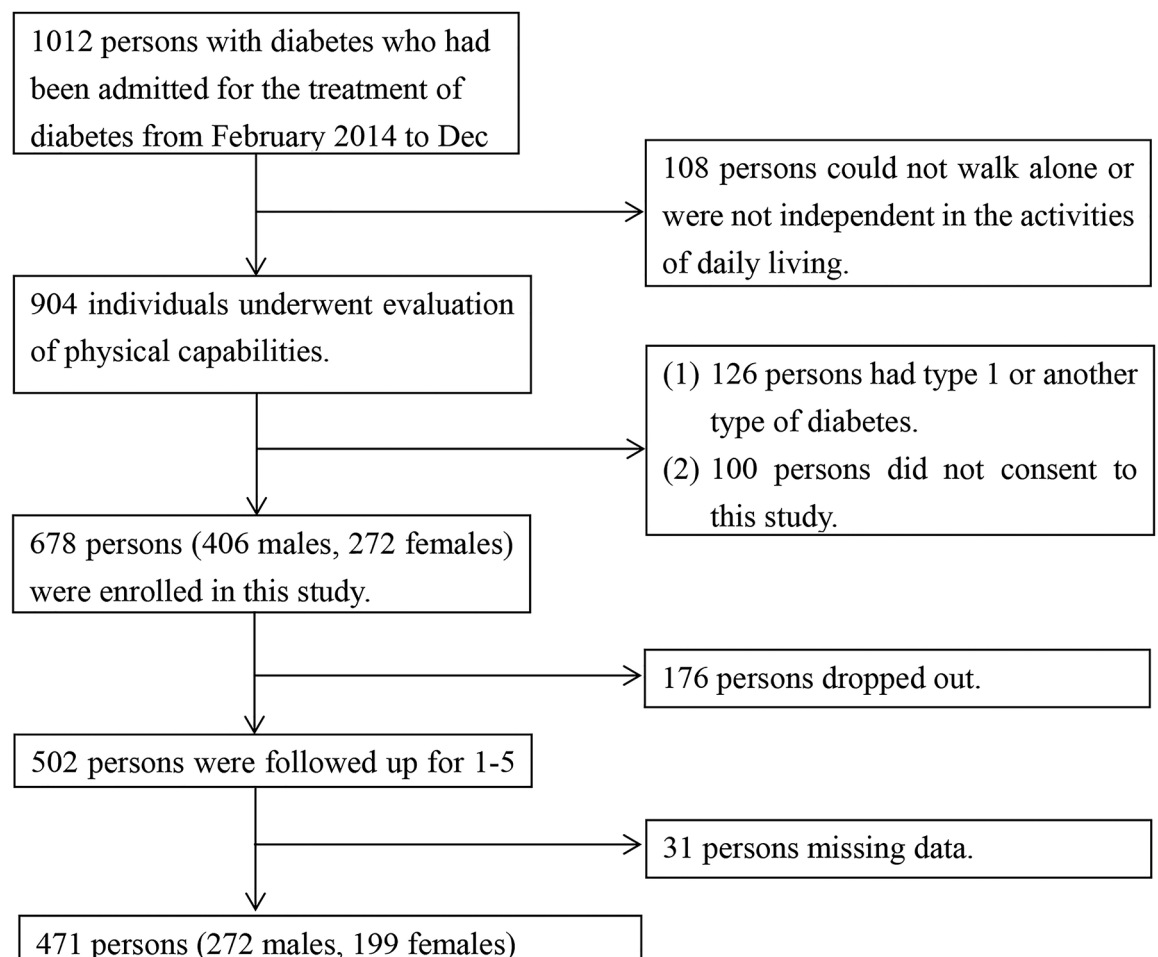 1012 persons with diabetes who had
been admitted for the treatment of
diabetes from February 2014 to Dec
108 persons could not walk alone or
were not independent in the activities
of daily living.
904 individuals underwent evaluation
of physical capabilities.
(1) 126 persons had type 1 or another
type of diabetes.
(2) 100 persons did not consent to
this study.
678 persons (406 males, 272 females)
were enrolled in this study.
176 persons dropped out.
502 persons were followed up for 1-5
31 persons missing data.
471 persons (272 males, 199 females)